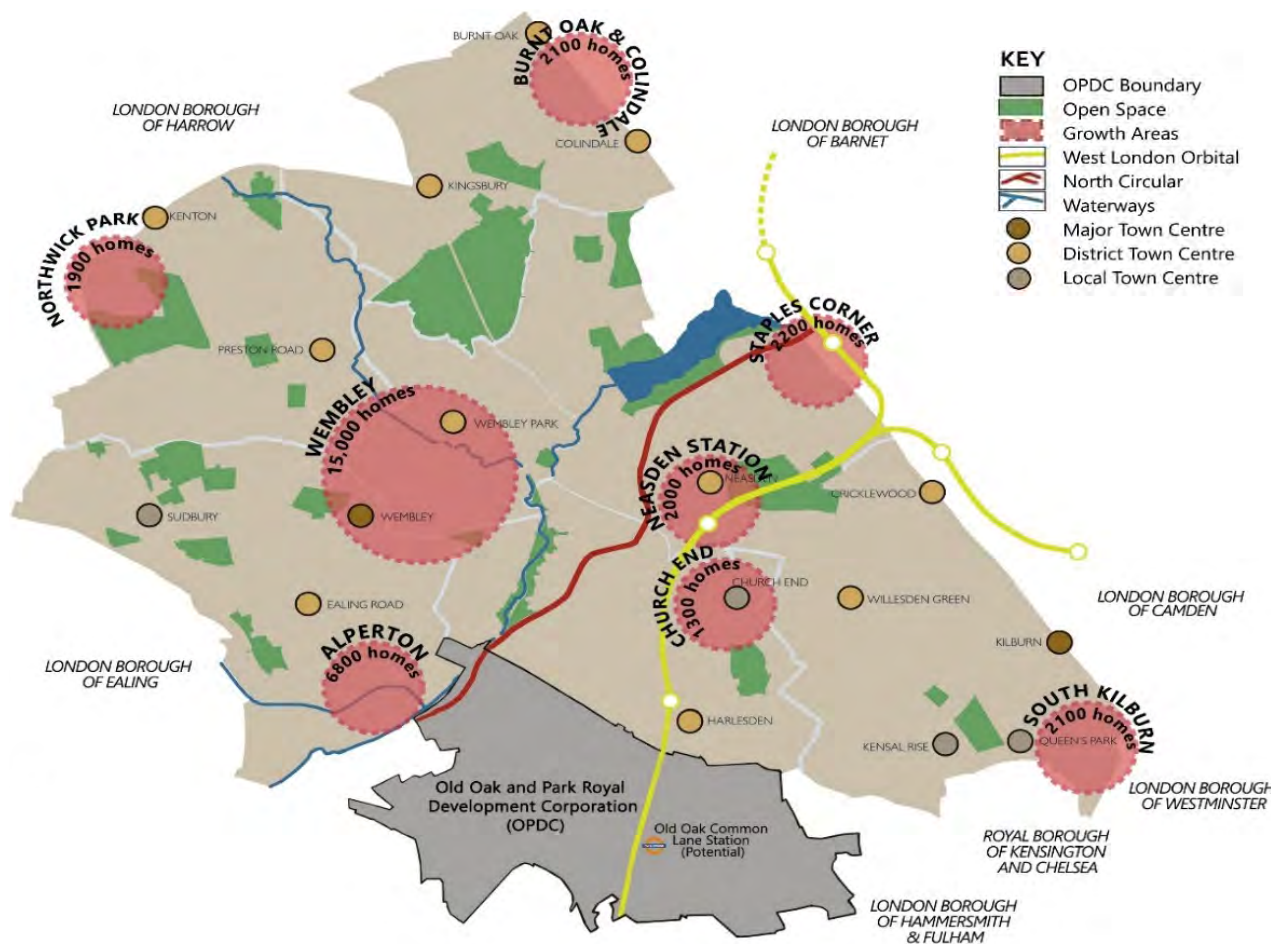 BURNT OAK
BURNT OAK & COLINDALE
2100 homes
COLINDALE
LONDON BOROUGH
OF HARROW
LONDON BOROUGH
OF BARNET
KEY
OPDC Boundary
Open Space
Growth Areas
West London Orbital
North Circular
Waterways
Major Town Centre
District Town Centre
Local Town Centre
KINGSBURY
KENTON
NORTHWICK PARK
1900 homes
PRESTON ROAD
STAPLES CORNER
2200 homes
WEMBLEY
15,000 homes
WEMBLEY PARK
WEMBLEY
SUDBURY
NEASDEN STATION
2000 homes
NEASDEN
CRICKLEWOOD
CHURCH END
1300 homes
CHURCH END
WILLESDEN GREEN
EALING ROAD
LONDON BOROUGH
OF CAMDEN
KILBURN
ALPERTON
6800 homes
LONDON BOROUGH
OF EALING
HARLESDEN
KENSAL RISE
QUEEN'S PARK
SOUTH KILBURN
2100 homes
LONDON BOROUGH
OF WESTMINSTER
Old Oak and Park Royal
Development Corporation
(OPDC)
Old Oak Common
Lane Station
(Potential)
ROYAL BOROUGH
OF KENSINGTON
AND CHELSEA
LONDON BOROUGH
OF HAMMERSMITH
& FULHAM